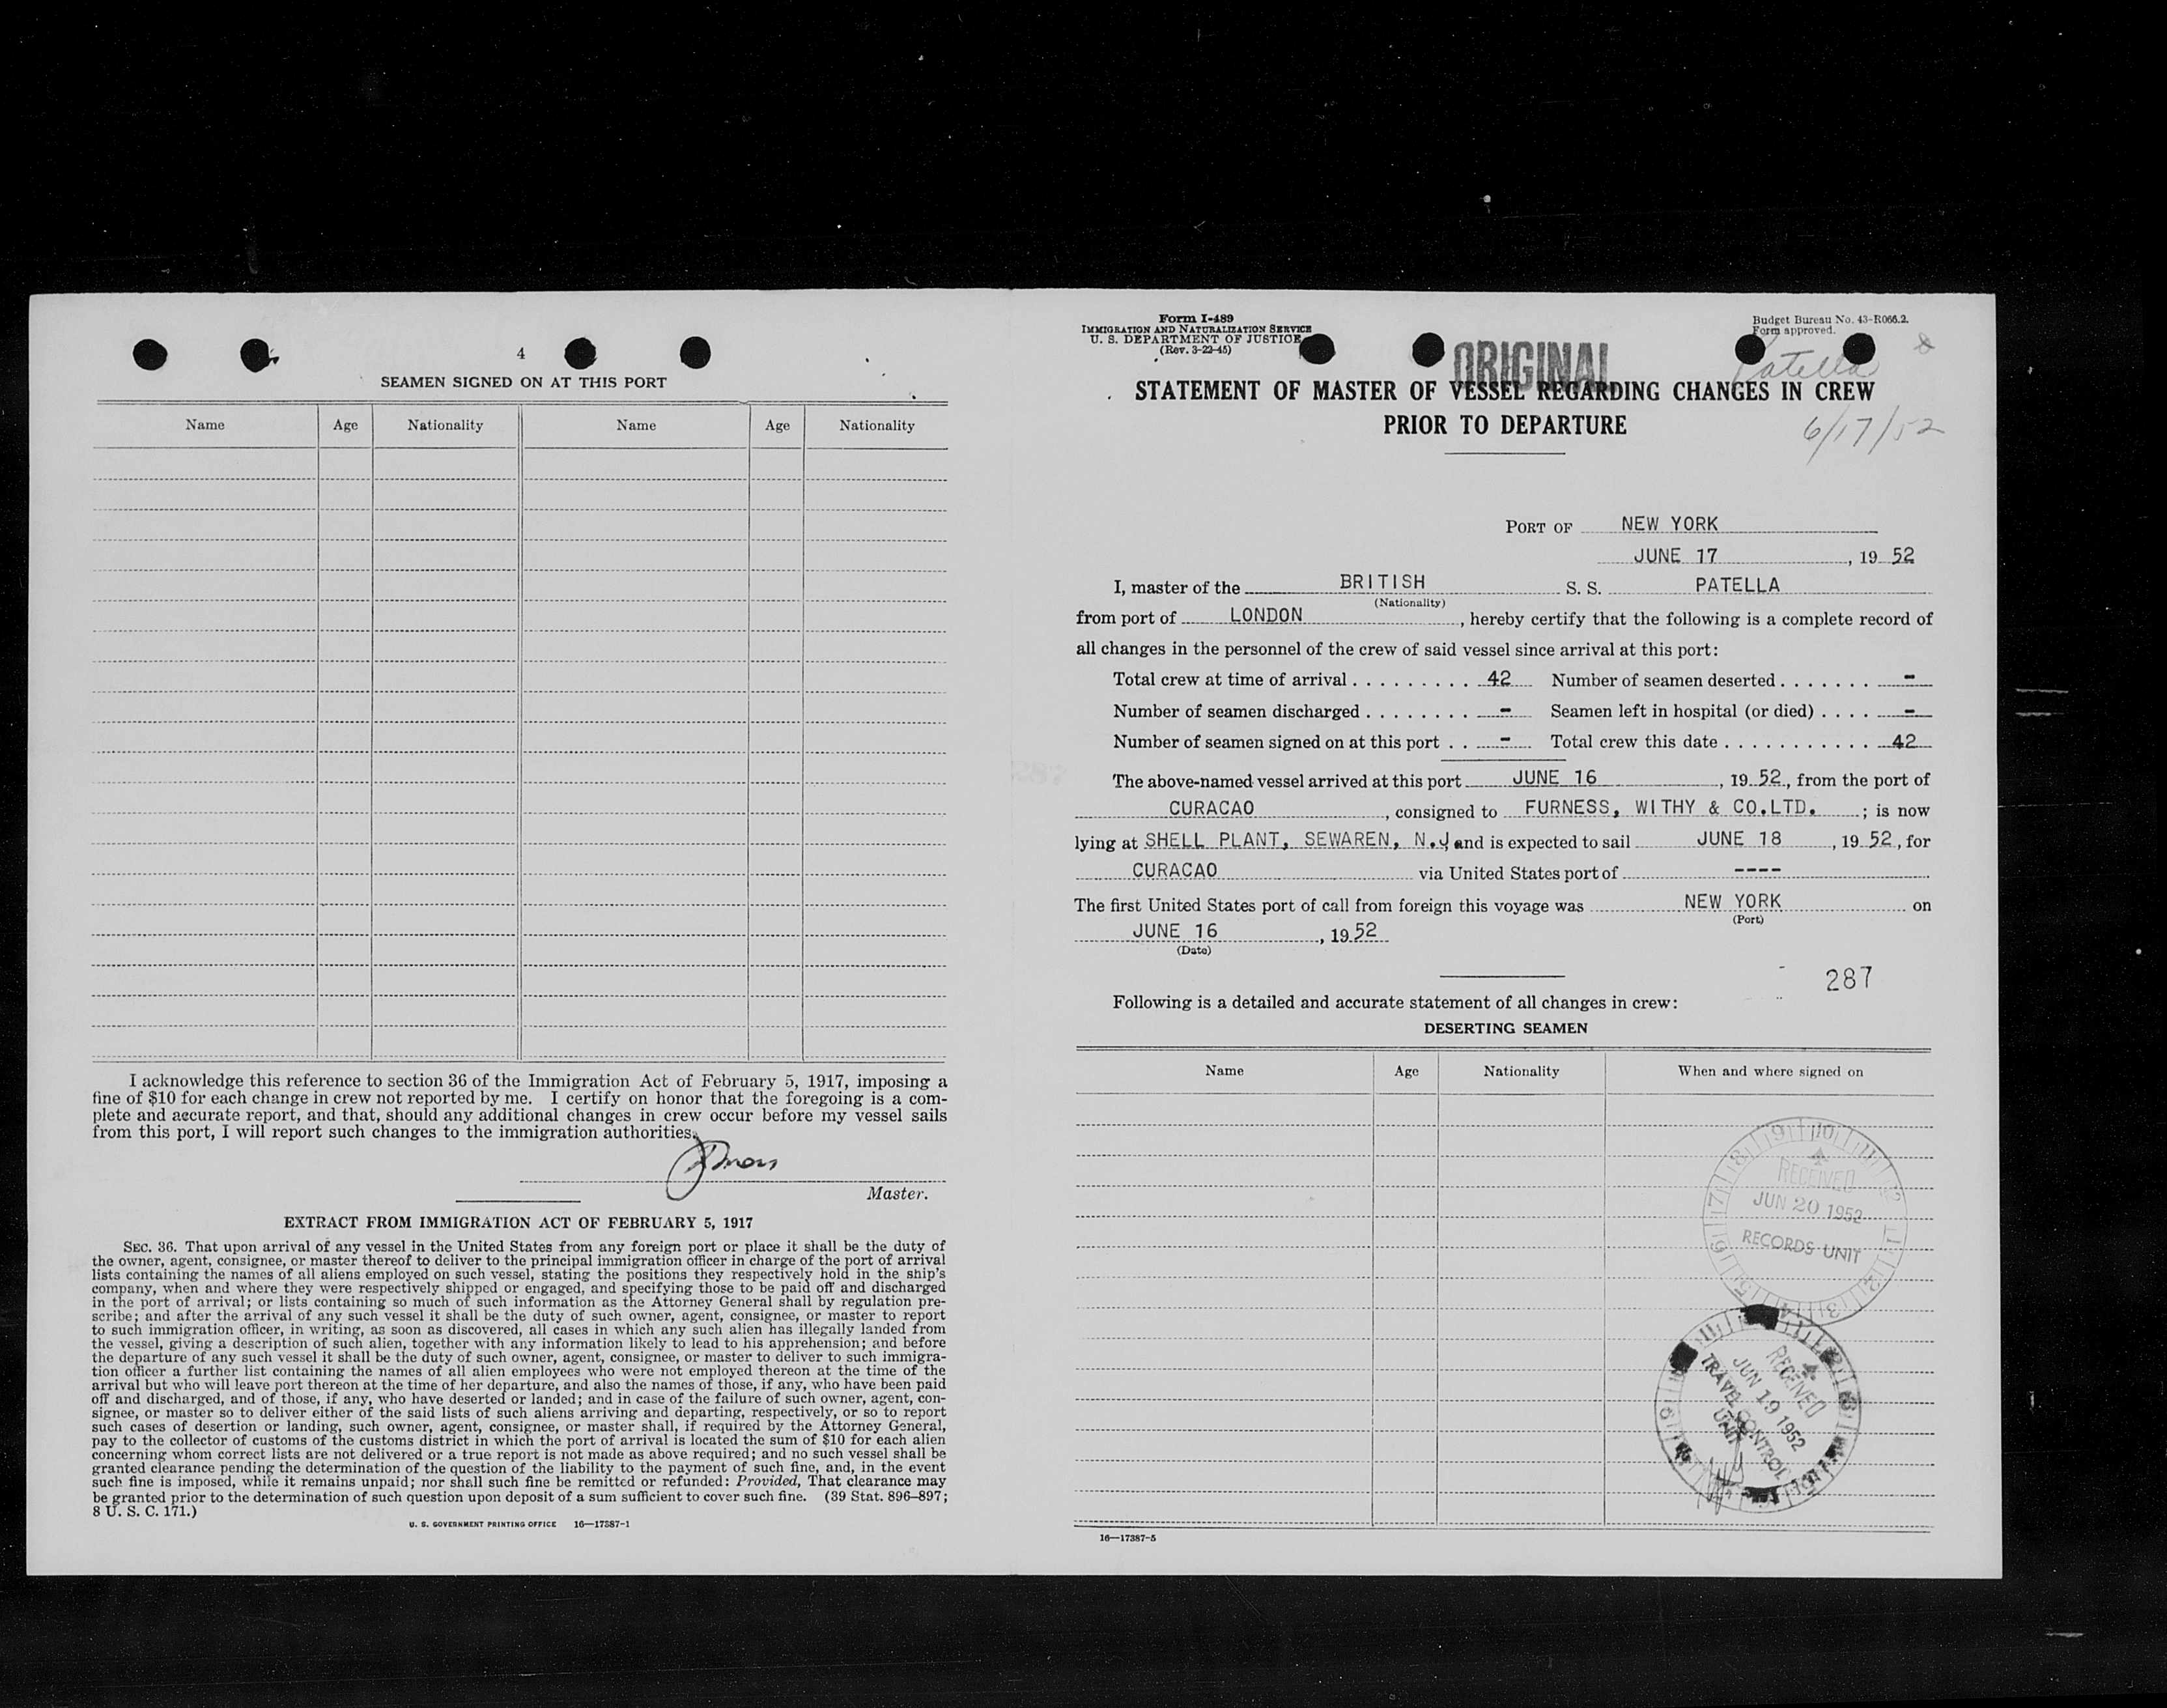 4
SEAMEN SIGNED ON AT THIS PORT
Name Age Nationality Name Age Nationality
I acknowledge this reference to section 36 of the Immigration Act of February 5, 1917, imposing a
fine of $10 for each change in crew not reported by me. I certify on honor that the foregoing is a com-
plete and accurate report, and that, should any additional changes in crew occur before my vessel sails
from this port, I will report such changes to the immigration authorities.
Master.
EXTRACT FROM IMMIGRATION ACT OF FEBRUARY 5, 1917
SEC. 36. That upon arrival of any vessel in the United States from any foreign port or place it shall be the duty of
the owner, agent, consignee, or master thereof to deliver to the principal immigration officer in charge of the port of arrival
lists containing the names of all aliens employed on such vessel, stating the positions they respectively hold in the ship's
company, when and where they were respectively shipped or engaged, and specifying those to be paid off and discharged
in the port of arrival; or lists containing so much of such information as the Attorney General shall by regulation pre-
scribe; and after the arrival of any such vessel it shall be the duty of such owner, agent, consignee, or master to report
to such immigration officer, in writing, as soon as discovered, all cases in which any such alien has illegally landed from
the vessel, giving a description of such alien, together with any information likely to lead to his apprehension; and before
the departure of any such vessel it shall be the duty of such owner, agent, consignee, or master to deliver to such immigra-
tion officer a further list containing the names of all alien employees who were not employed thereon at the time of the
arrival but who will leave port thereon at the time of her departure, and also the names of those, if any, who have been paid
off and discharged, and of those, if any, who have deserted or landed; and in case of the failure of such owner, agent, con-
signee, or master so to deliver either of the said lists of such aliens arriving and departing, respectively, or so to report
such cases of desertion or landing, such owner, agent, consignee, or master shall, if required by the Attorney General,
pay to the collector of customs of the customs district in which the port of arrival is located the sum of $10 for each alien
concerning whom correct lists are not delivered or a true report is not made as above required; and no such vessel shall be
granted clearance pending the determination of the question of the liability to the payment of such fine, and, in the event
such fine is imposed, while it remains unpaid; nor shall such fine be remitted or refunded: Provided, That clearance may
be granted prior to the determination of such question upon deposit of a sum sufficient to cover such fine. (39 Stat. 896–897;
8 U. S. C. 171.)
U. S. GOVERNMENT PRINTING OFFICE 16—17387-1
Form I-489
IMMIGRATION AND NATURALIZATION SERVICE
U. S. DEPARTMENT OF JUSTICE
(Rev. 3-22-45)
Budget Bureau No. 43-R066.2.
Form approved.
ORIGINAL
Patella
STATEMENT OF MASTER OF VESSEL REGARDING CHANGES IN CREW
PRIOR TO DEPARTURE
6/17/52
PORT OF NEW YORK
JUNE 17, 19 52
I, master of the BRITISH S. S. PATELLA
(Nationality)
from port of LONDON, hereby certify that the following is a complete record of
all changes in the personnel of the crew of said vessel since arrival at this port:
Total crew at time of arrival . . . . . . . . . . 42 Number of seamen deserted . . . . . . . -
Number of seamen discharged . . . . . . . . - Seamen left in hospital (or died) . . . . -
Number of seamen signed on at this port . . - Total crew this date . . . . . . . . . . . . 42
The above-named vessel arrived at this port JUNE 16, 19 52, from the port of
CURACAO, consigned to FURNESS, WITHY & CO.LTD. ; is now
lying at SHELL PLANT, SEWAREN, N.J and is expected to sail JUNE 18, 19 52, for
CURACAO via United States port of ----
The first United States port of call from foreign this voyage was NEW YORK on
(Port)
JUNE 16, 19 52
(Date)
287
Following is a detailed and accurate statement of all changes in crew:
DESERTING SEAMEN
Name Age Nationality When and where signed on
RECEIVED
JUN 20 1952
RECORDS UNIT
RECEIVED
JUN 19 1952
TRAVEL CONTROL
UNIT
16—17387-5